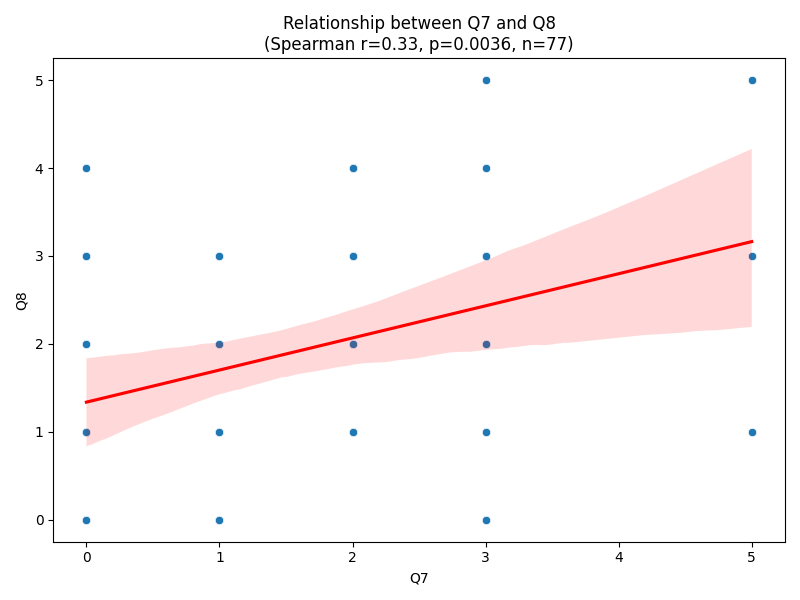 Relationship between Q7 and Q8
(Spearman r=0.33, p=0.0036, n=77)
5
4
3
2
1
0
Q8
0 1 2 3 4 5
Q7